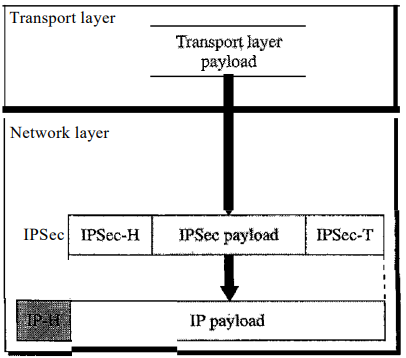 Transport layer
Transport layer
payload
Network layer
IPSec IPSec-H IPSec payload IPSec-T
IP-H IP payload